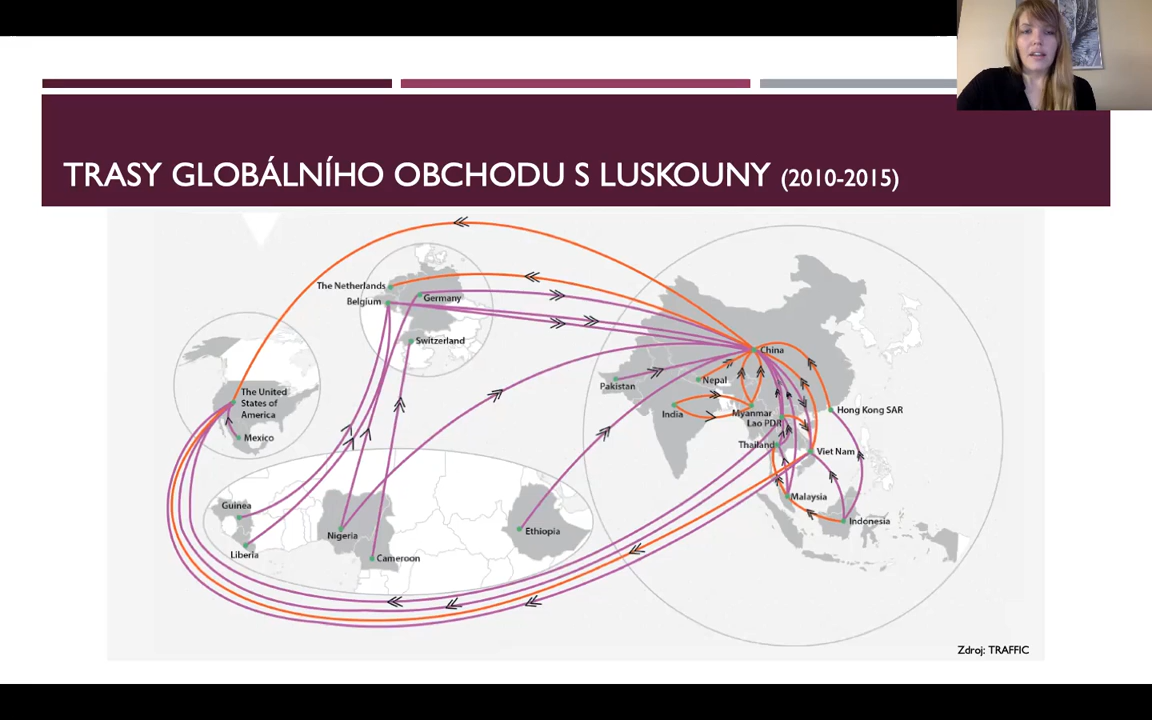 TRASY GLOBÁLNÍHO OBCHODU S LUSKOUNY (2010-2015)
The Netherlands
Belgium
Germany
Switzerland
The United
States of
America
Mexico
Guinea
Liberia
Nigeria
Cameroon
Ethiopia
Pakistan
China
Nepal
India
Myanmar
Lao PDR
Hong Kong SAR
Thailand
Viet Nam
Malaysia
Indonesia
Zdroj: TRAFFIC